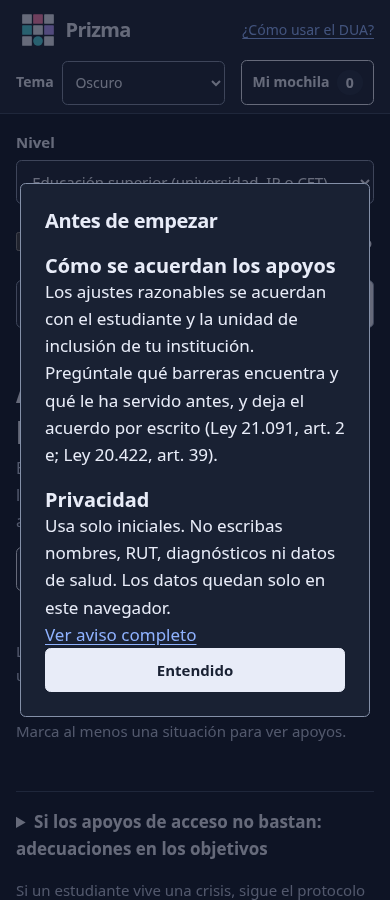 Prizma
¿Cómo usar el DUA?
Tema
Oscuro
Mi mochila 0
Nivel
Educación superior (universidad, IP o CFT)
Antes de empezar
Cómo se acuerdan los apoyos
Los ajustes razonables se acuerdan
con el estudiante y la unidad de
inclusión de tu institución.
Pregúntale qué barreras encuentra y
qué le ha servido antes, y deja el
acuerdo por escrito (Ley 21.091, art. 2
e; Ley 20.422, art. 39).
Privacidad
Usa solo iniciales. No escribas
nombres, RUT, diagnósticos ni datos
de salud. Los datos quedan solo en
este navegador.
Ver aviso completo
Entendido
Marca al menos una situación para ver apoyos.
Si los apoyos de acceso no bastan:
adecuaciones en los objetivos
Si un estudiante vive una crisis, sigue el protocolo